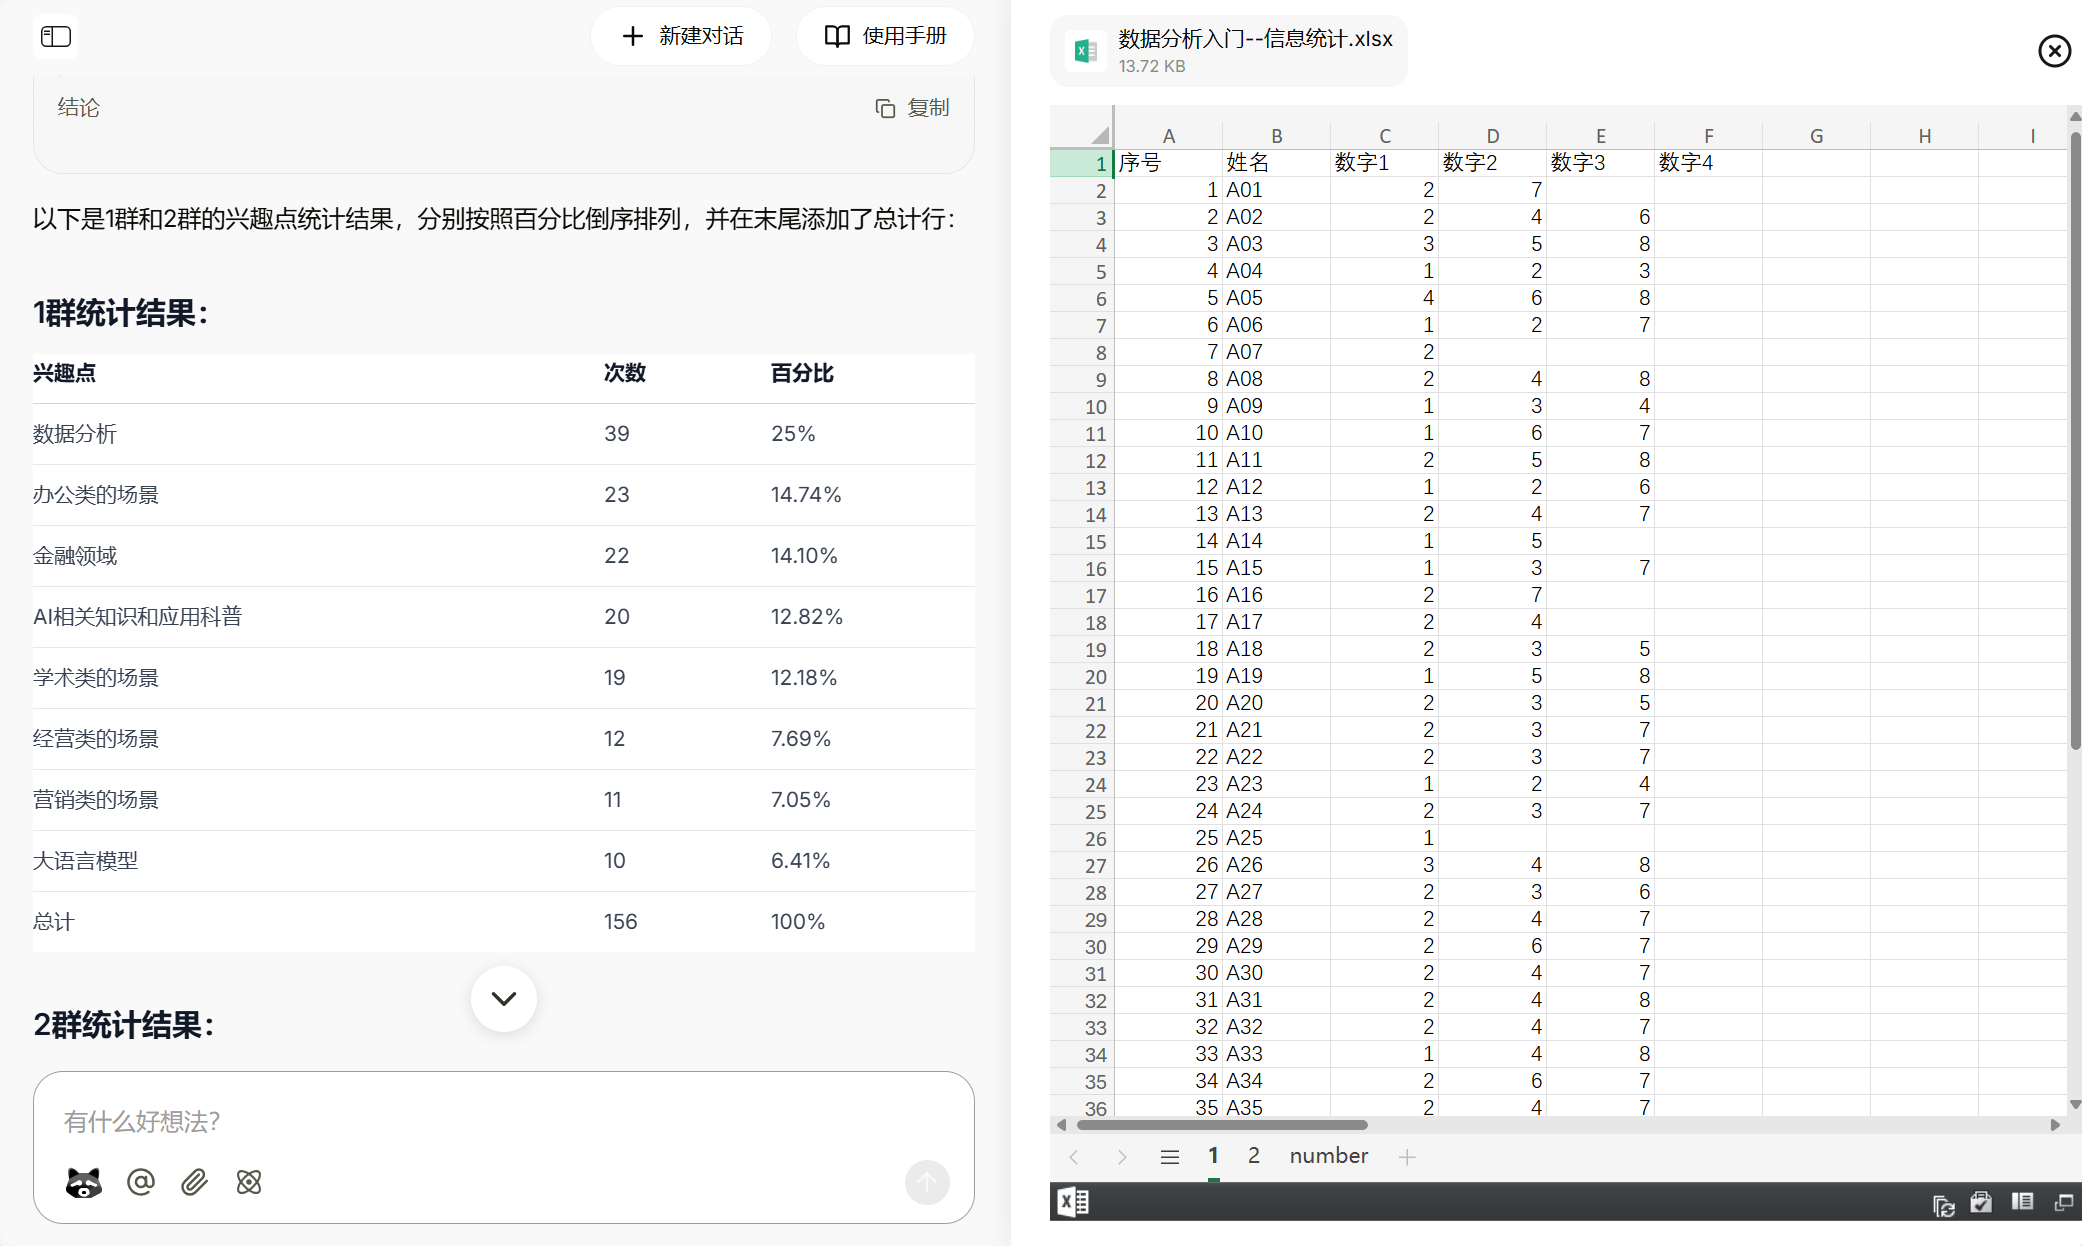 新建对话
使用手册
结论
复制
以下是1群和2群的兴趣点统计结果，分别按照百分比倒序排列，并在末尾添加了总计行：
1群统计结果：
兴趣点 次数 百分比
数据分析 39 25%
办公类的场景 23 14.74%
金融领域 22 14.10%
AI相关知识和应用科普 20 12.82%
学术类的场景 19 12.18%
经营类的场景 12 7.69%
营销类的场景 11 7.05%
大语言模型 10 6.41%
总计 156 100%
2群统计结果：
有什么好想法？
数据分析入门--信息统计.xlsx
13.72 KB
A B C D E F G H I
1 序号 姓名 数字1 数字2 数字3 数字4
2 1 A01 2 7
3 2 A02 2 4 6
4 3 A03 3 5 8
5 4 A04 1 2 3
6 5 A05 4 6 8
7 6 A06 1 2 7
8 7 A07 2
9 8 A08 2 4 8
10 9 A09 1 3 4
11 10 A10 1 6 7
12 11 A11 2 5 8
13 12 A12 1 2 6
14 13 A13 2 4 7
15 14 A14 1 5
16 15 A15 1 3 7
17 16 A16 2 7
18 17 A17 2 4
19 18 A18 2 3 5
20 19 A19 1 5 8
21 20 A20 2 3 5
22 21 A21 2 3 7
23 22 A22 2 3 7
24 23 A23 1 2 4
25 24 A24 2 3 7
26 25 A25 1
27 26 A26 3 4 8
28 27 A27 2 3 6
29 28 A28 2 4 7
30 29 A29 2 6 7
31 30 A30 2 4 7
32 31 A31 2 4 8
33 32 A32 2 4 7
34 33 A33 1 4 8
35 34 A34 2 6 7
36 35 A35 2 4 7
1 2 number